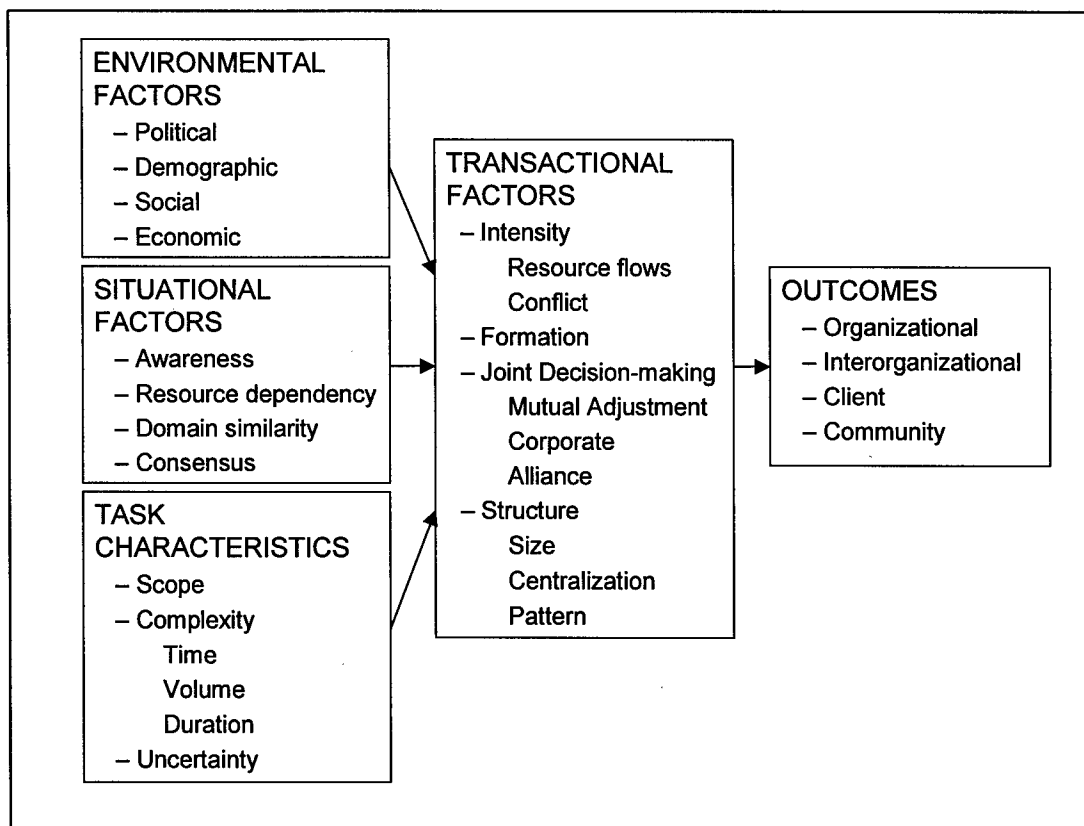 ENVIRONMENTAL
FACTORS
– Political
– Demographic
– Social
– Economic
SITUATIONAL
FACTORS
– Awareness
– Resource dependency
– Domain similarity
– Consensus
TASK
CHARACTERISTICS
– Scope
– Complexity
Time
Volume
Duration
– Uncertainty
TRANSACTIONAL
FACTORS
– Intensity
Resource flows
Conflict
– Formation
– Joint Decision-making
Mutual Adjustment
Corporate
Alliance
– Structure
Size
Centralization
Pattern
OUTCOMES
– Organizational
– Interorganizational
– Client
– Community